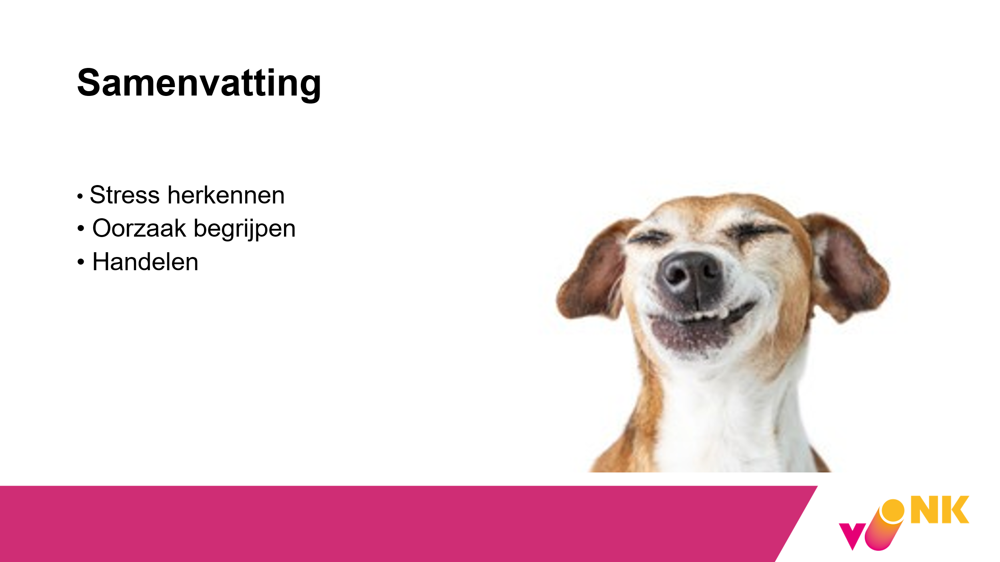 Samenvatting
• Stress herkennen
• Oorzaak begrijpen
• Handelen
VONK